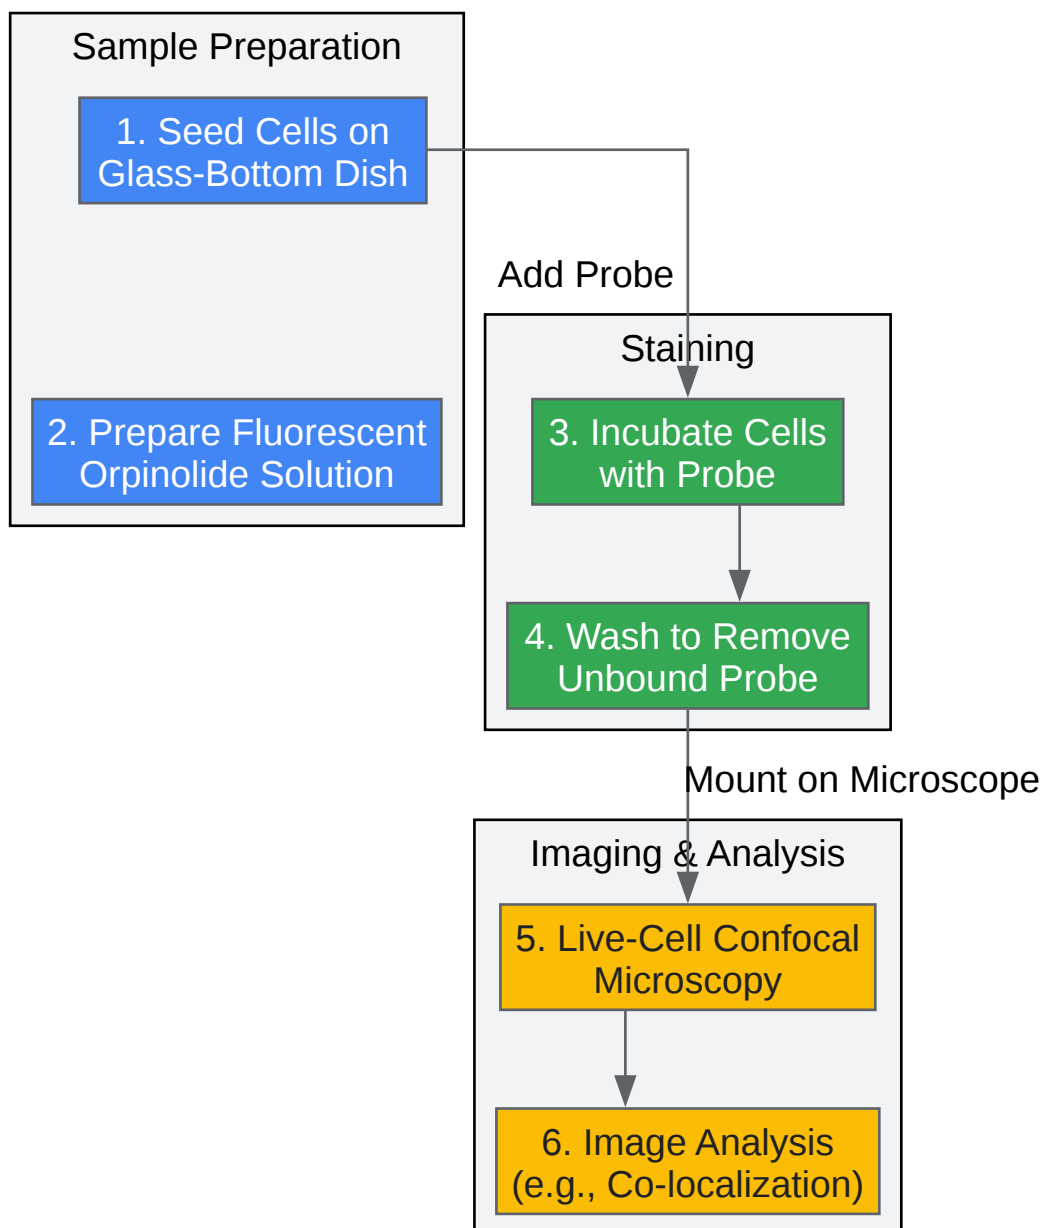 Sample Preparation
1. Seed Cells on
Glass-Bottom Dish
Add Probe
Staining
2. Prepare Fluorescent
Orpinolide Solution
3. Incubate Cells
with Probe
4. Wash to Remove
Unbound Probe
Mount on Microscope
Imaging & Analysis
5. Live-Cell Confocal
Microscopy
6. Image Analysis
(e.g., Co-localization)